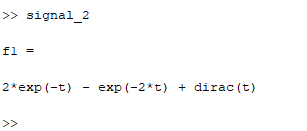 >> signal_2
f1 =
2*exp(-t) - exp(-2*t) + dirac(t)
>>